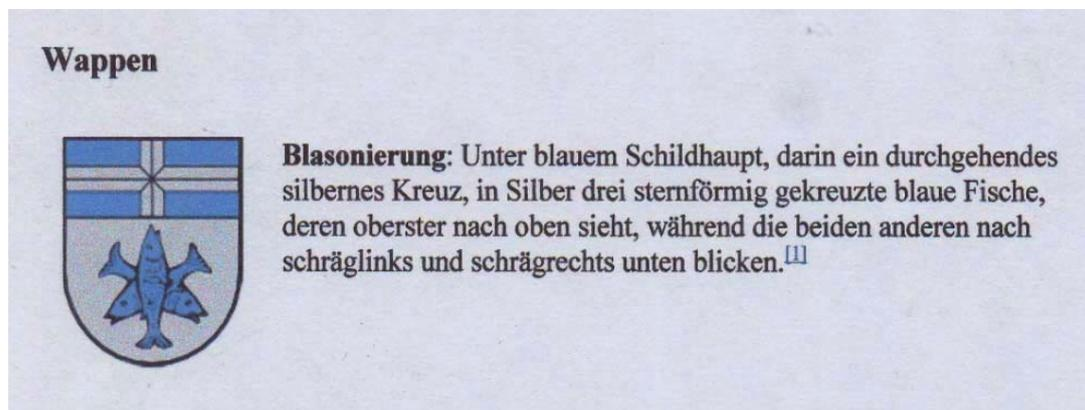 Wappen
Blasonierung: Unter blauem Schildhaupt, darin ein durchgehendes
silbernes Kreuz, in Silber drei sternförmig gekreuzte blaue Fische,
deren oberster nach oben sieht, während die beiden anderen nach
schräglinks und schrägrechts unten blicken.[1]